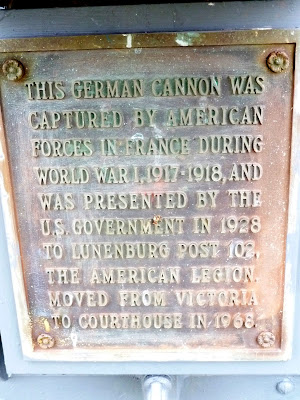 THIS GERMAN CANNON WAS
CAPTURED BY AMERICAN
FORCES IN FRANCE DURING
WORLD WAR I, 1917-1918, AND
WAS PRESENTED BY THE
U.S. GOVERNMENT IN 1928
TO LUNENBURG POST 102,
THE AMERICAN LEGION.
MOVED FROM VICTORIA
TO COURTHOUSE IN 1968.